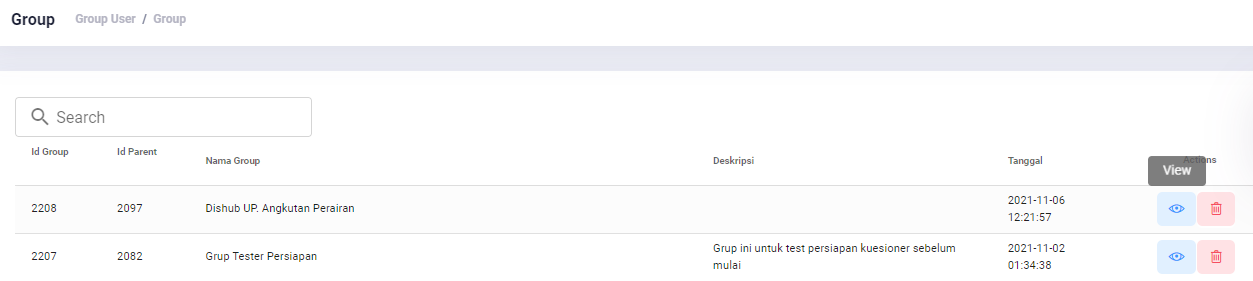 Group Group User / Group
Search
Id Group Id Parent Nama Group Deskripsi Tanggal Actions
View
2208 2097 Dishub UP. Angkutan Perairan 2021-11-06
12:21:57
2207 2082 Grup Tester Persiapan Grup ini untuk test persiapan kuesioner sebelum 2021-11-02
mulai 01:34:38